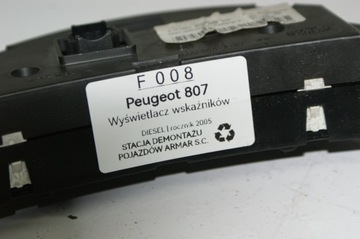 F 008
Peugeot 807
Wyświetlacz wskaźników
DIESEL | rocznik 2005
STACJA DEMONTAŻU
POJAZDÓW ARMAR S.C.